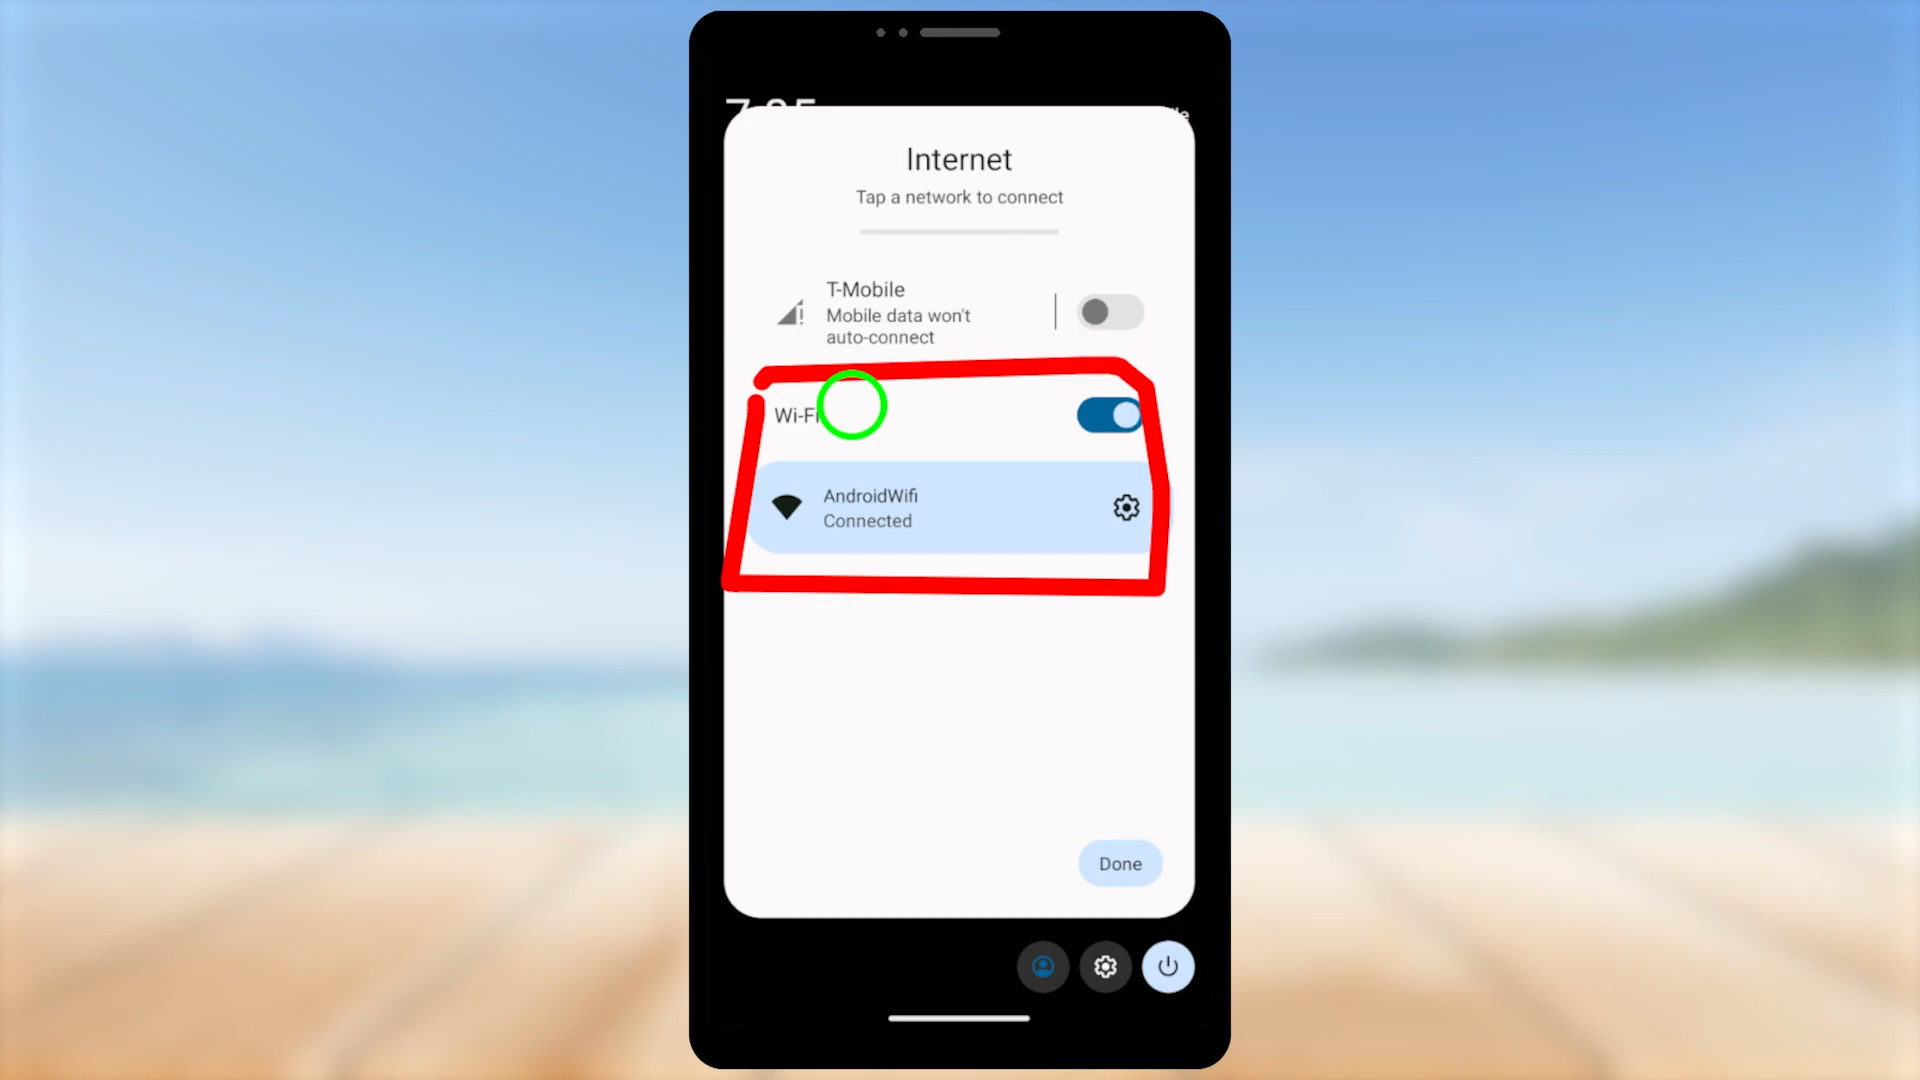 Internet
Tap a network to connect
T-Mobile
Mobile data won't
auto-connect
Wi-Fi
AndroidWifi
Connected
Done